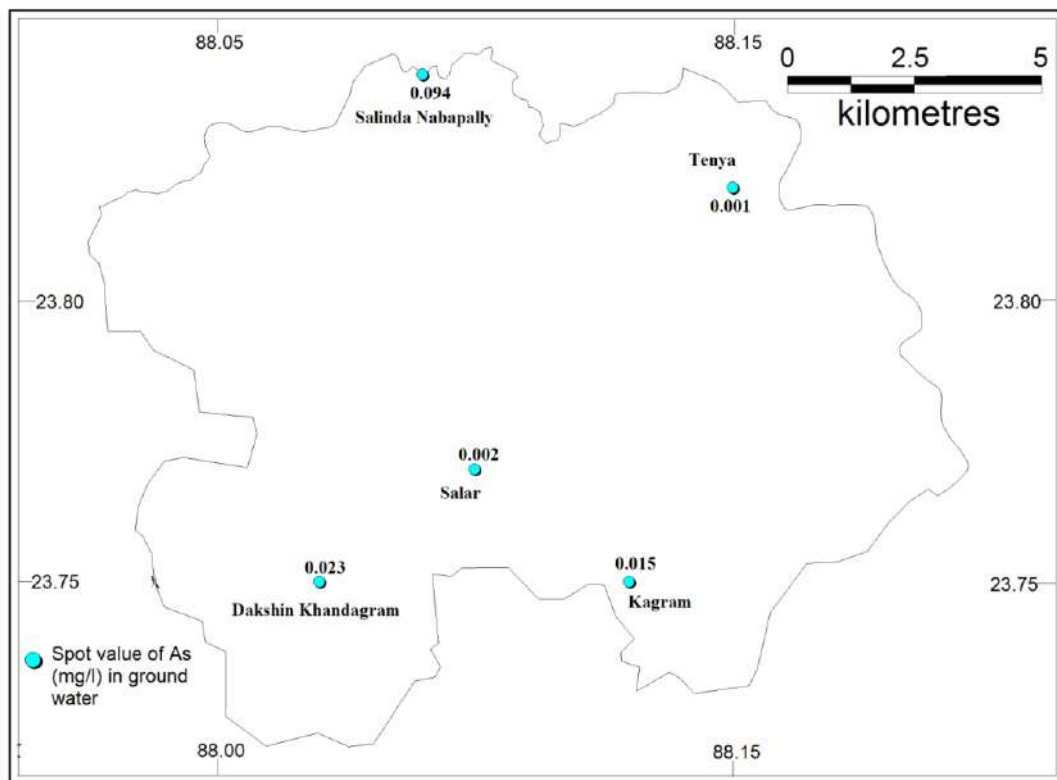 88.05
88.15
0 2.5 5
kilometres
0.094
Salinda Nabapally
Tenya
0.001
23.80
23.80
0.002
Salar
0.023
0.015
23.75
23.75
Dakshin Khandagram
Kagram
Spot value of As
(mg/l) in ground
water
88.00
88.15